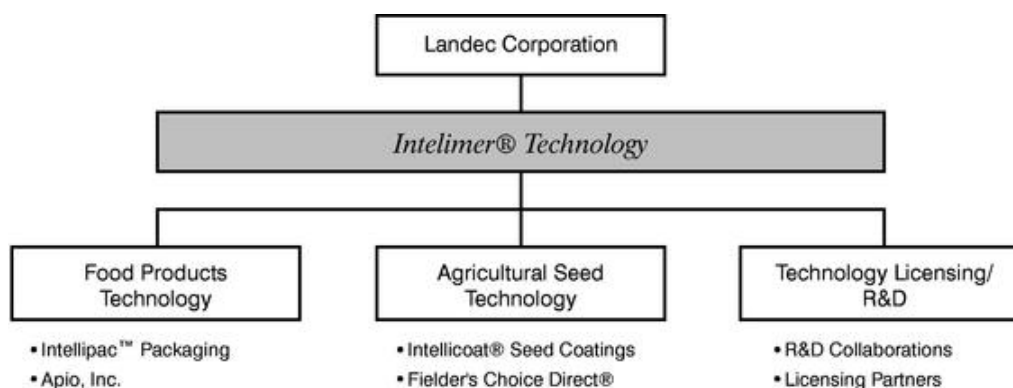 Landec Corporation
Intelimer® Technology
Food Products
Technology
Agricultural Seed
Technology
Technology Licensing/
R&D
• Intellipac™ Packaging
• Apio, Inc.
• Intellicoat® Seed Coatings
• Fielder's Choice Direct®
• R&D Collaborations
• Licensing Partners